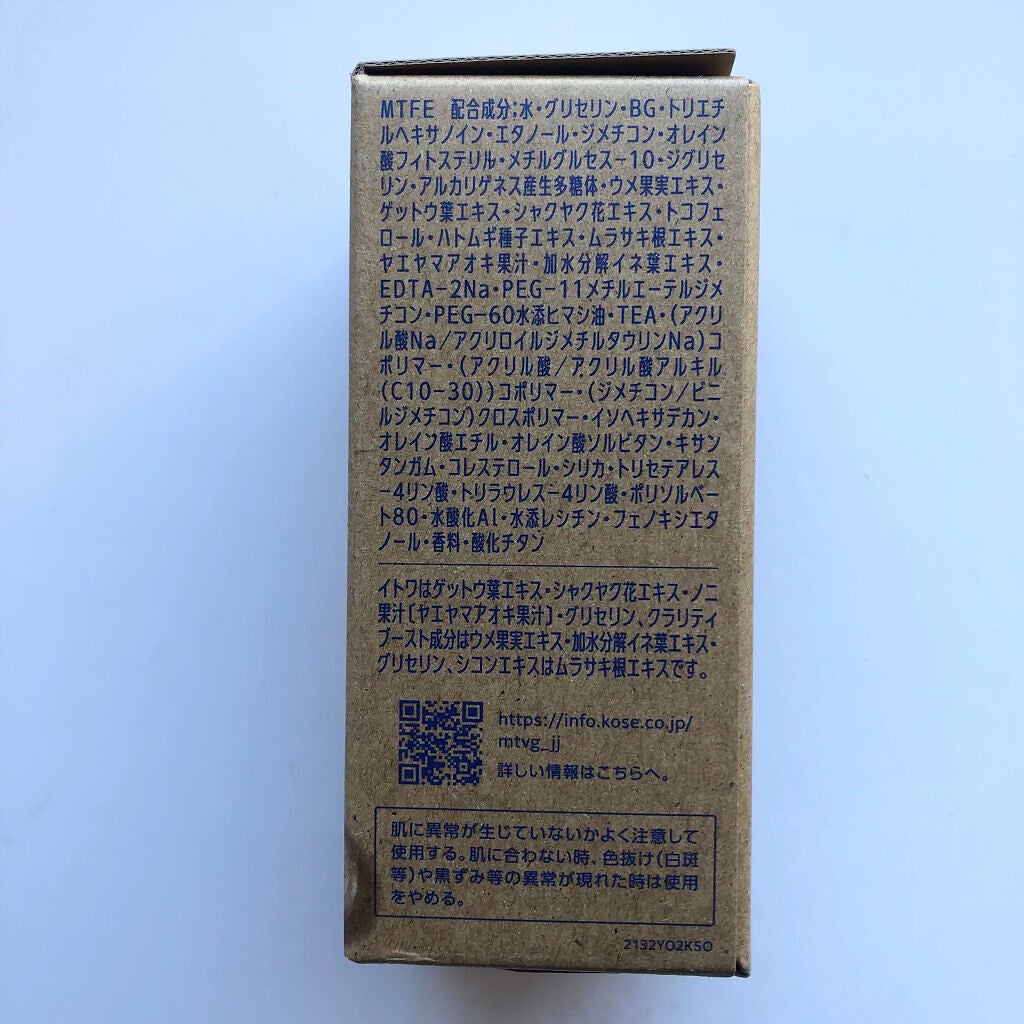 MTFE 配合成分;水・グリセリン・BG・トリエチ
ルヘキサノイン・エタノール・ジメチコン・オレイン
酸フィトステリル・メチルグルセス-10・ジグリセ
リン・アルカリゲネス産生多糖体・ウメ果実エキス・
ゲットウ葉エキス・シャクヤク花エキス・トコフェ
ロール・ハトムギ種子エキス・ムラサキ根エキス・
ヤエヤマアオキ果汁・加水分解イネ葉エキス・
EDTA-2Na・PEG-11メチルエーテルジメ
チコン・PEG-60水添ヒマシ油・TEA・(アクリ
ル酸Na/アクリロイルジメチルタウリンNa)コ
ポリマー・(アクリル酸/アクリル酸アルキル
(C10-30))コポリマー・(ジメチコン/ビニ
ルジメチコン)クロスポリマー・イソヘキサデカン・
オレイン酸エチル・オレイン酸ソルビタン・キサン
タンガム・コレステロール・シリカ・トリセテアレス
-4リン酸・トリラウレス-4リン酸・ポリソルベー
ト80・水酸化Al・水添レシチン・フェノキシエタ
ノール・香料・酸化チタン
イトワはゲットウ葉エキス・シャクヤク花エキス・ノニ
果汁[ヤエヤマアオキ果汁]・グリセリン、クラリティ
ブースト成分はウメ果実エキス・加水分解イネ葉エキス・
グリセリン、シコンエキスはムラサキ根エキスです。
https://info.kose.co.jp/
mtvg_jj
詳しい情報はこちらへ。
肌に異常が生じていないかよく注意して
使用する。肌に合わない時、色抜け(白斑
等)や黒ずみ等の異常が現れた時は使用
をやめる。
2132Y02K50